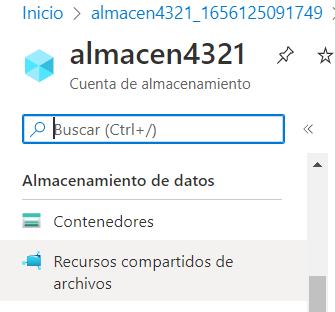 Inicio > almacen4321_1656125091749 >
almacen4321
Cuenta de almacenamiento
Buscar (Ctrl+/)
«
Almacenamiento de datos
Contenedores
Recursos compartidos de
archivos